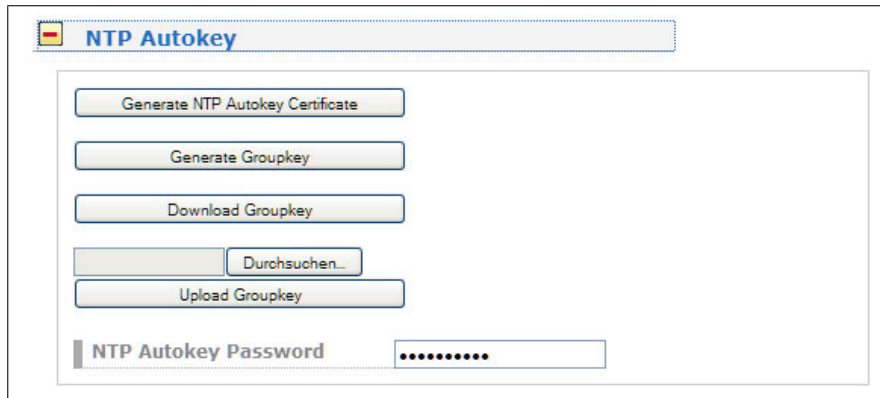 NTP Autokey
Generate NTP Autokey Certificate
Generate Groupkey
Download Groupkey
Durchsuchen...
Upload Groupkey
NTP Autokey Password ••••••••••